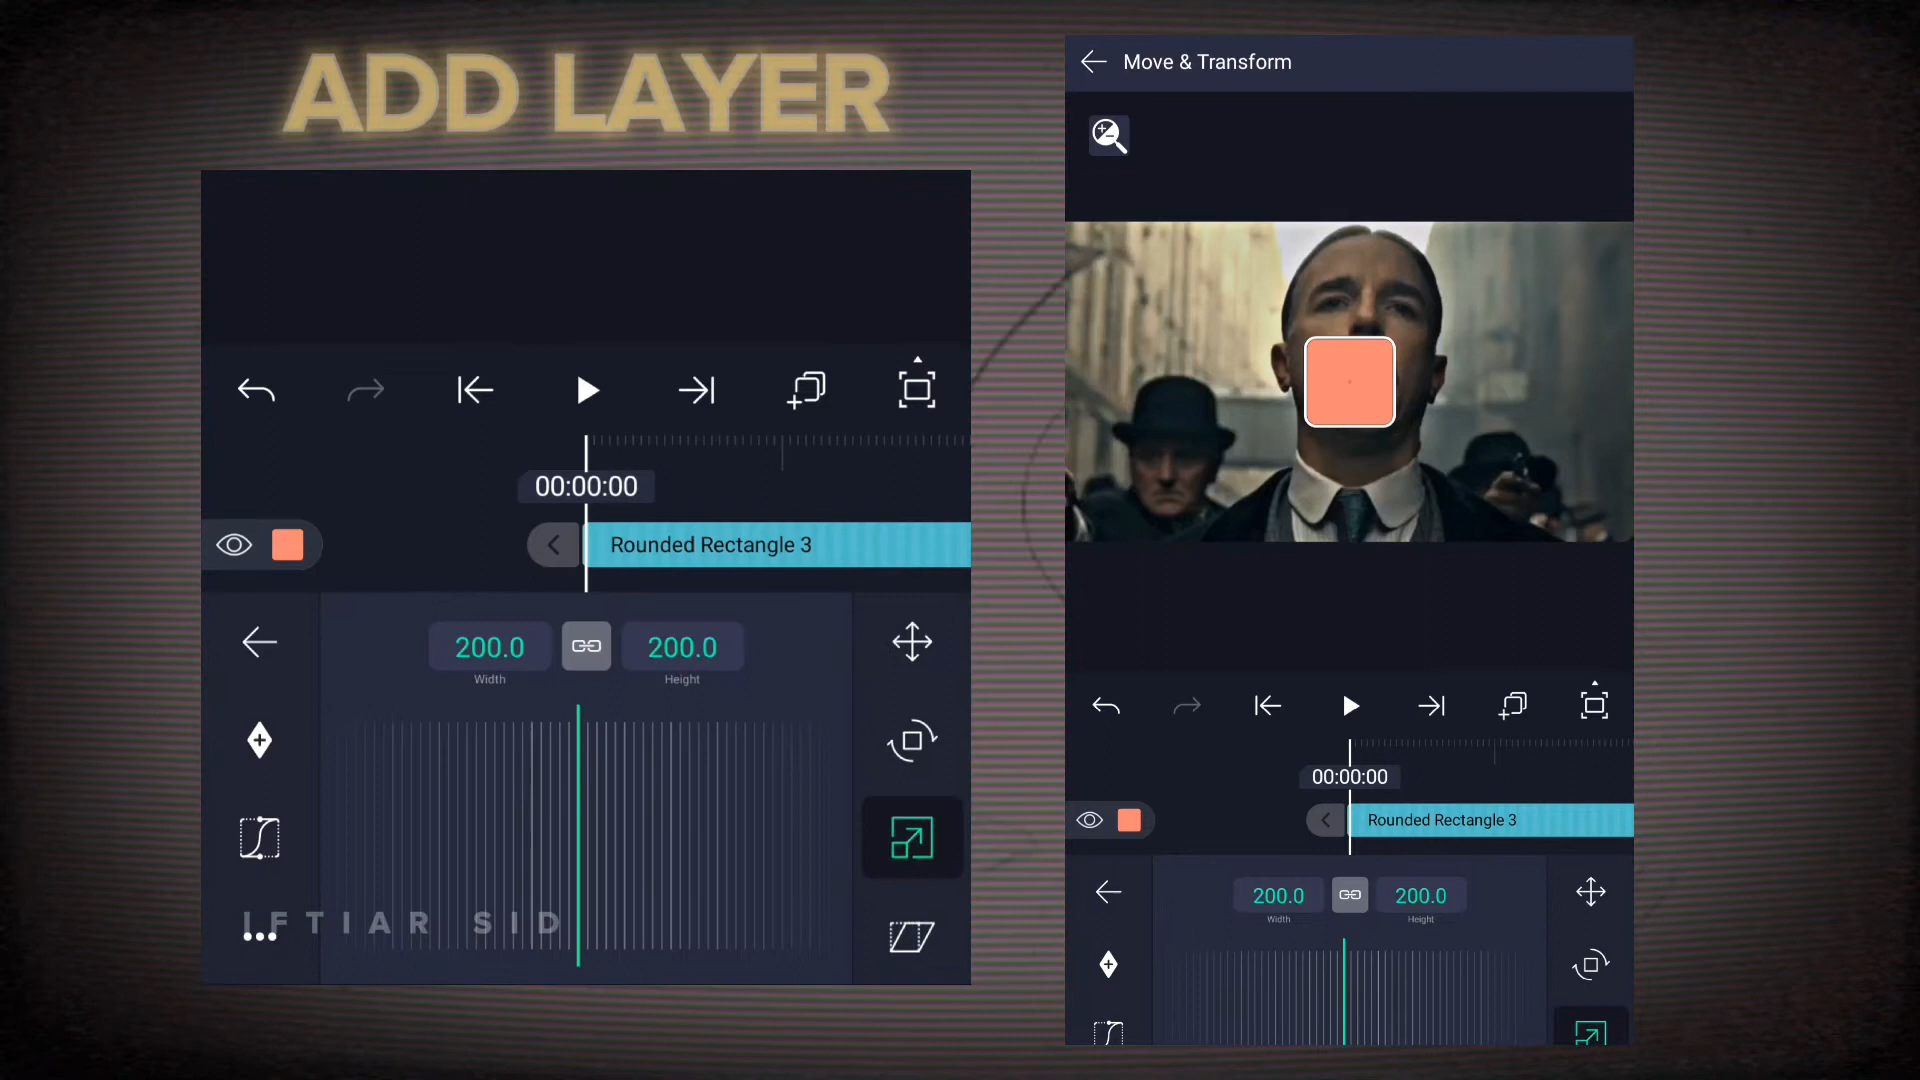 ADD LAYER
00:00:00
Rounded Rectangle 3
200.0 200.0
Width Height
IFTIAR SID
Move & Transform
00:00:00
Rounded Rectangle 3
200.0 200.0
Width Height